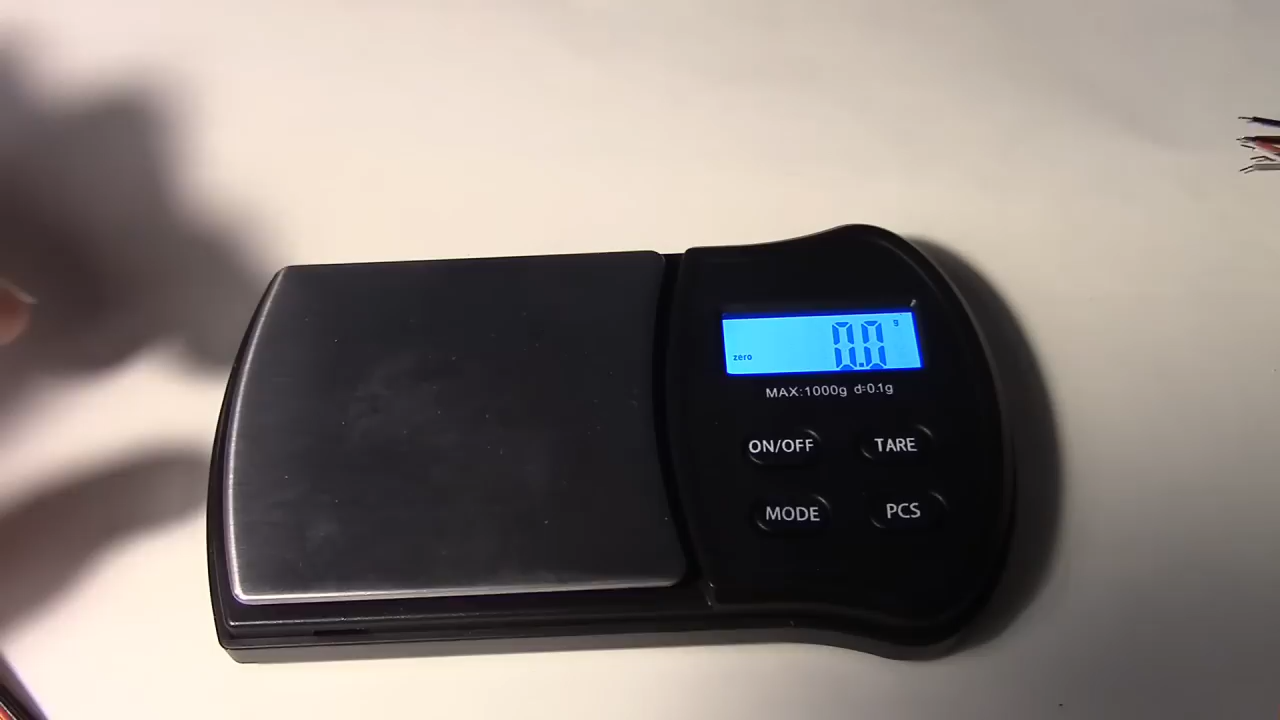 0.0 g
zero
MAX:1000g d=0.1g
ON/OFF TARE
MODE PCS